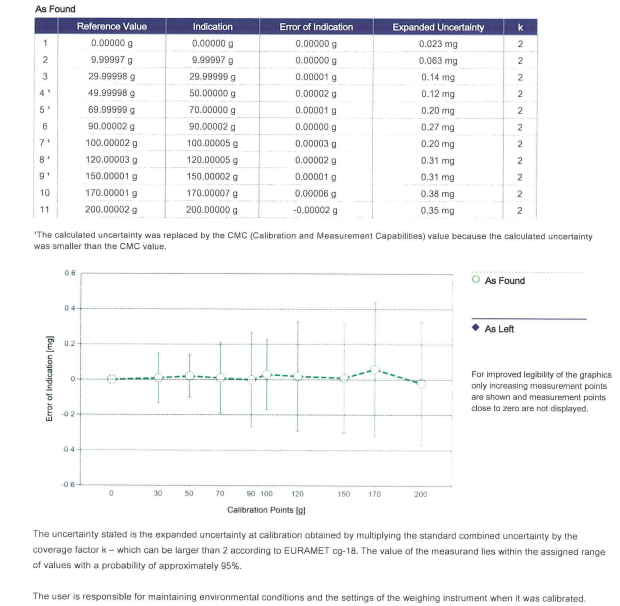 As Found
Reference Value Indication Error of Indication Expanded Uncertainty k
1 0.00000 g 0.00000 g 0.00000 g 0.023 mg 2
2 9.99997 g 9.99997 g 0.00000 g 0.063 mg 2
3 29.99998 g 29.99999 g 0.00001 g 0.14 mg 2
4 ¹ 49.99998 g 50.00000 g 0.00002 g 0.12 mg 2
5 ¹ 69.99999 g 70.00000 g 0.00001 g 0.20 mg 2
6 90.00002 g 90.00002 g 0.00000 g 0.27 mg 2
7 ¹ 100.00002 g 100.00005 g 0.00003 g 0.20 mg 2
8 ¹ 120.00003 g 120.00005 g 0.00002 g 0.31 mg 2
9 ¹ 150.00001 g 150.00002 g 0.00001 g 0.31 mg 2
10 170.00001 g 170.00007 g 0.00006 g 0.38 mg 2
11 200.00002 g 200.00000 g -0.00002 g 0.35 mg 2
¹The calculated uncertainty was replaced by the CMC (Calibration and Measurement Capabilities) value because the calculated uncertainty
was smaller than the CMC value.
0.6
0.4
0.2
0
-0.2
-0.4
-0.6
Error of Indication [mg]
0 30 50 70 90 100 120 150 170 200
Calibration Points [g]
As Found
As Left
For improved legibility of the graphics
only increasing measurement points
are shown and measurement points
close to zero are not displayed.
The uncertainty stated is the expanded uncertainty at calibration obtained by multiplying the standard combined uncertainty by the
coverage factor k – which can be larger than 2 according to EURAMET cg-18. The value of the measurand lies within the assigned range
of values with a probability of approximately 95%.
The user is responsible for maintaining environmental conditions and the settings of the weighing instrument when it was calibrated.